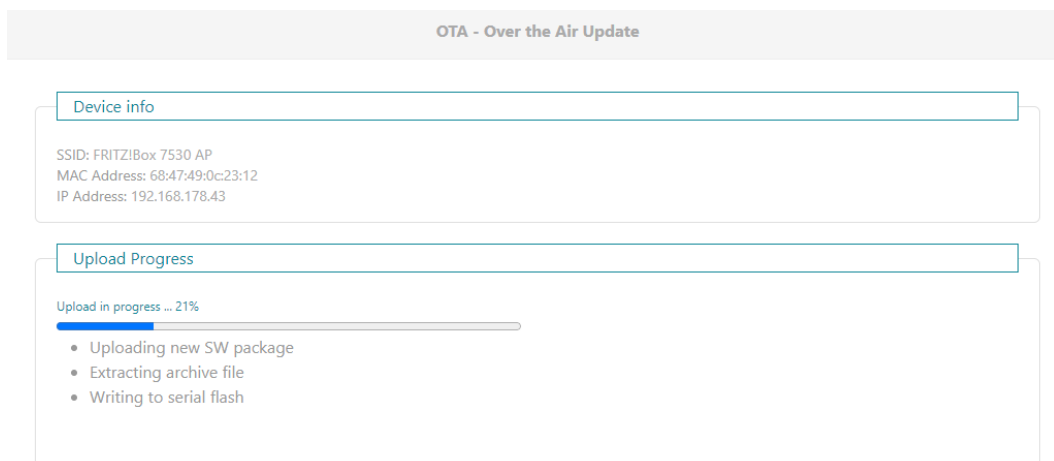 OTA - Over the Air Update
Device info
SSID: FRITZ!Box 7530 AP
MAC Address: 68:47:49:0c:23:12
IP Address: 192.168.178.43
Upload Progress
Upload in progress ... 21%
Uploading new SW package
Extracting archive file
Writing to serial flash